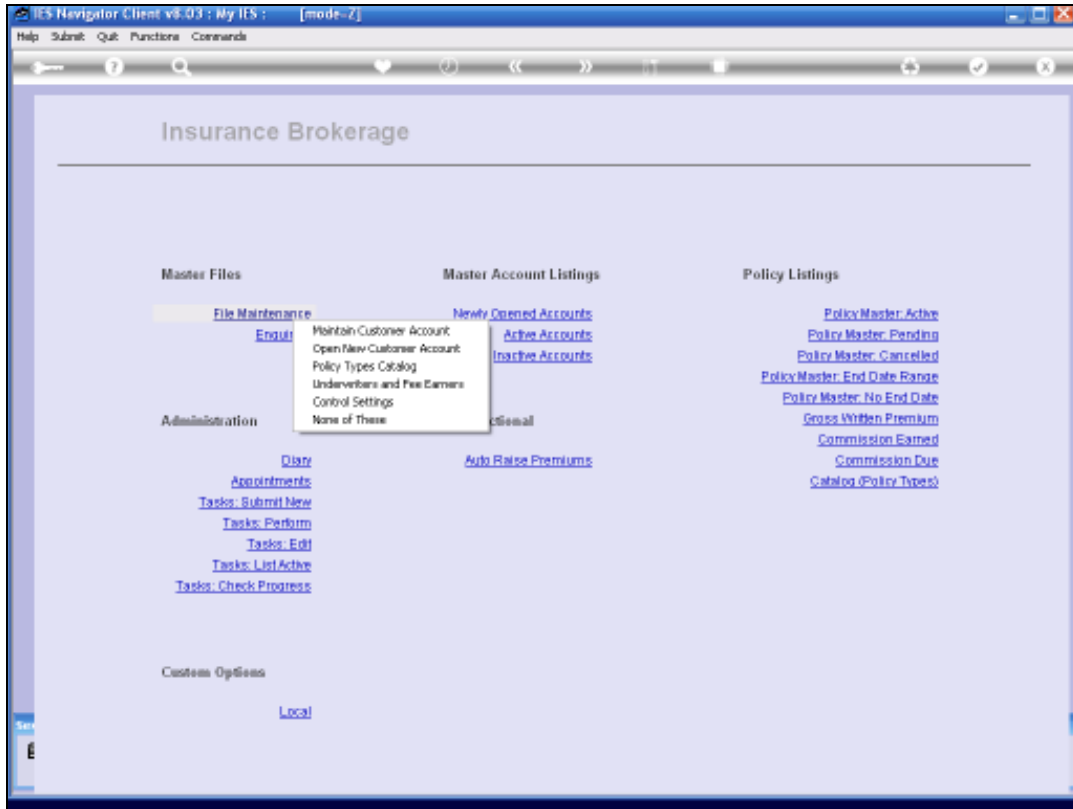 IES Navigator Client v8.03 : My IES : [mode=Z]
Help Submit Quit Functions Commands
Insurance Brokerage
Master Files
File Maintenance
Maintain Customer Account
Open New Customer Account
Policy Types Catalog
Underwriters and Fee Earners
Control Settings
None of These
Administration
Diary
Appointments
Tasks: Submit New
Tasks: Perform
Tasks: Edit
Tasks: List Active
Tasks: Check Progress
Custom Options
Local
Master Account Listings
Newly Opened Accounts
Active Accounts
Inactive Accounts
Auto Raise Premiums
Policy Listings
Policy Master: Active
Policy Master: Pending
Policy Master: Cancelled
Policy Master: End Date Range
Policy Master: No End Date
Gross Written Premium
Commission Earned
Commission Due
Catalog (Policy Types)